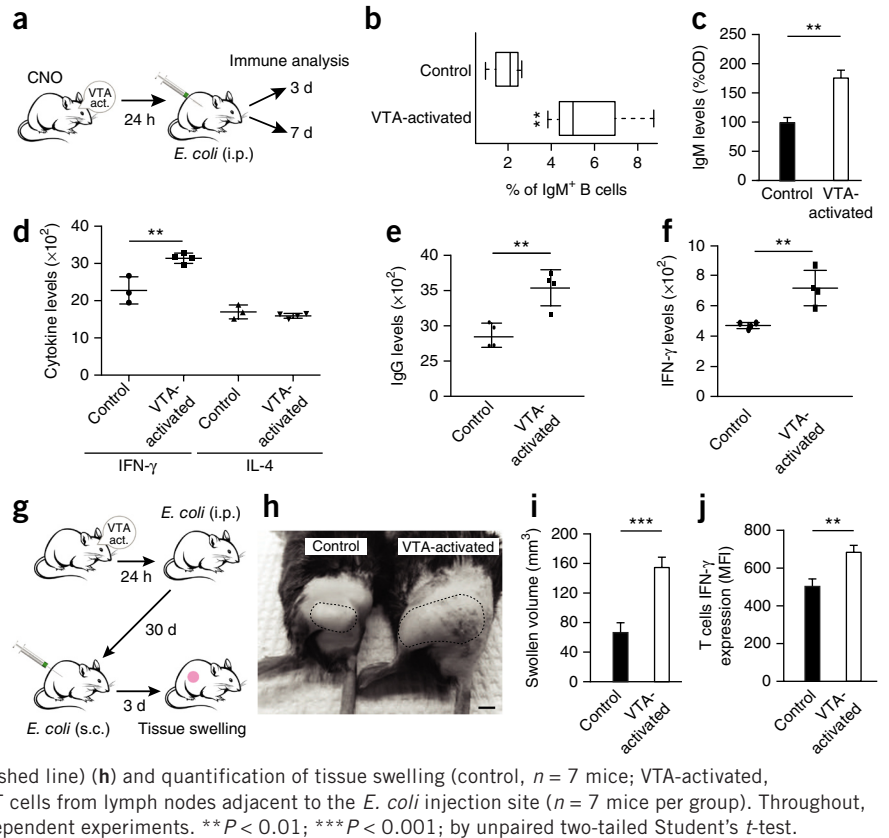 a
CNO
VTA act.
24 h
E. coli (i.p.)
Immune analysis
3 d
7 d
b
Control
VTA-activated
**
2 4 6 8
% of IgM⁺ B cells
c
IgM levels (%OD)
250
200
150
100
50
0
**
Control
VTA-activated
d
Cytokine levels (×10²)
40
30
20
10
0
**
Control
VTA-activated
Control
VTA-activated
IFN-γ
IL-4
e
IgG levels (×10²)
40
35
30
25
0
**
Control
VTA-activated
f
IFN-γ levels (×10²)
10
8
6
4
2
0
**
Control
VTA-activated
g
VTA act.
24 h
E. coli (i.p.)
30 d
E. coli (s.c.)
3 d
Tissue swelling
h
Control
VTA-activated
i
Swollen volume (mm³)
200
160
120
80
40
0
***
Control
VTA-activated
j
T cells IFN-γ expression (MFI)
800
600
400
200
0
**
Control
VTA-activated
shed line) (h) and quantification of tissue swelling (control, n = 7 mice; VTA-activated,
T cells from lymph nodes adjacent to the E. coli injection site (n = 7 mice per group). Throughout,
ependent experiments. **P < 0.01; ***P < 0.001; by unpaired two-tailed Student's t-test.